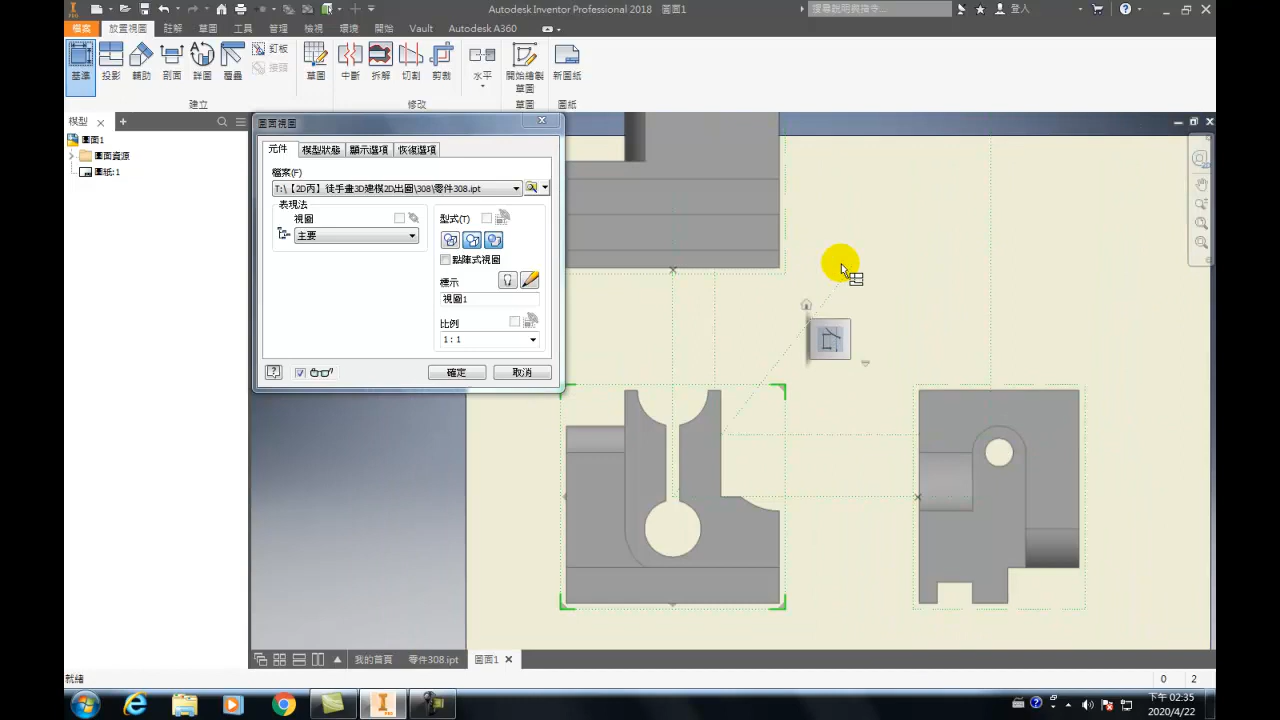 Autodesk Inventor Professional 2018 圖面1
搜尋說明與指令...
登入
檔案 放置視圖 註解 草圖 工具 管理 檢視 環境 開始 Vault Autodesk A360
基準 投影 輔助 剖面 詳圖 覆疊
釘板
接頭
草圖 中斷 拆解 切割 剪裁 水平
開始繪製
草圖
新圖紙
建立 修改 草圖 圖紙
模型
圖面1
圖面資源
圖紙:1
圖面視圖
元件 模型狀態 顯示選項 恢復選項
檔案(F)
T:\【2D丙】徒手畫3D建模2D出圖\308\零件308.ipt
表現法
視圖
主要
型式(T)
點陣式視圖
標示
視圖1
比例
1 : 1
確定 取消
我的首頁 零件308.ipt 圖面1
就緒
0 2
下午 02:35
2020/4/22